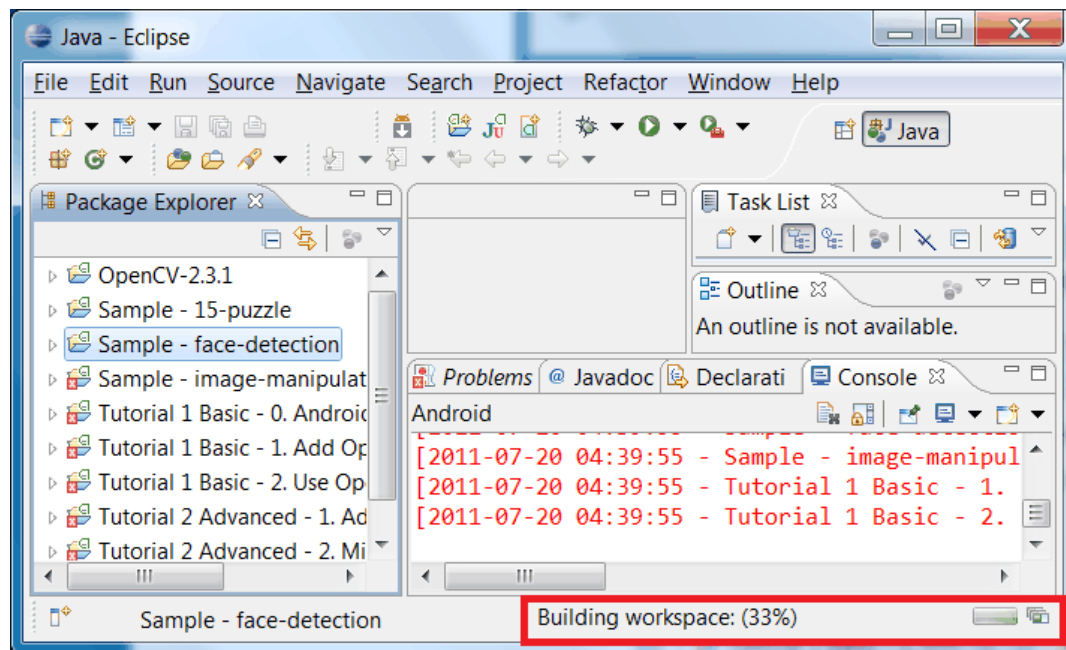 Java - Eclipse
File Edit Run Source Navigate Search Project Refactor Window Help
Java
Package Explorer
OpenCV-2.3.1
Sample - 15-puzzle
Sample - face-detection
Sample - image-manipulat
Tutorial 1 Basic - 0. Android
Tutorial 1 Basic - 1. Add Op
Tutorial 1 Basic - 2. Use Op
Tutorial 2 Advanced - 1. Ad
Tutorial 2 Advanced - 2. Mi
Task List
Outline
An outline is not available.
Problems @ Javadoc Declarati Console
Android
[2011-07-20 04:39:55 - Sample - image-manipul
[2011-07-20 04:39:55 - Tutorial 1 Basic - 1.
[2011-07-20 04:39:55 - Tutorial 1 Basic - 2.
Sample - face-detection
Building workspace: (33%)